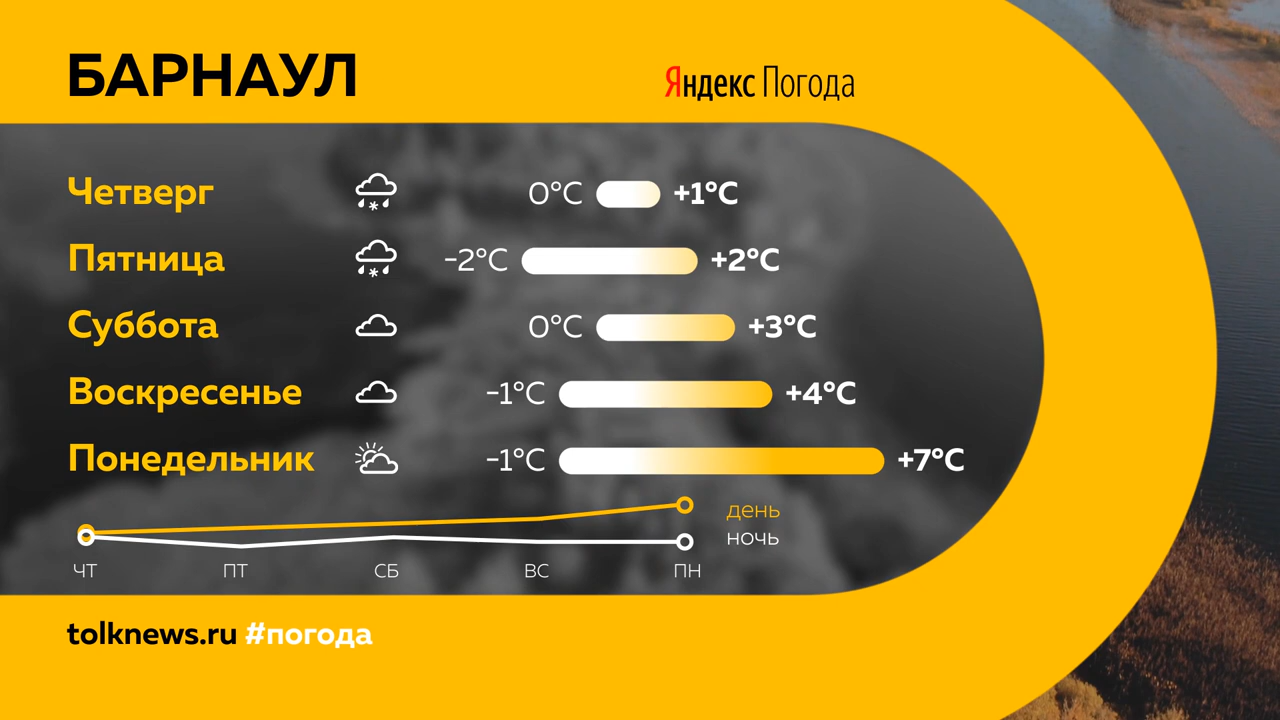 БАРНАУЛ
Яндекс Погода
Четверг 0°C +1°C
Пятница -2°C +2°C
Суббота 0°C +3°C
Воскресенье -1°C +4°C
Понедельник -1°C +7°C
день
ночь
ЧТ ПТ СБ ВС ПН
tolknews.ru #погода